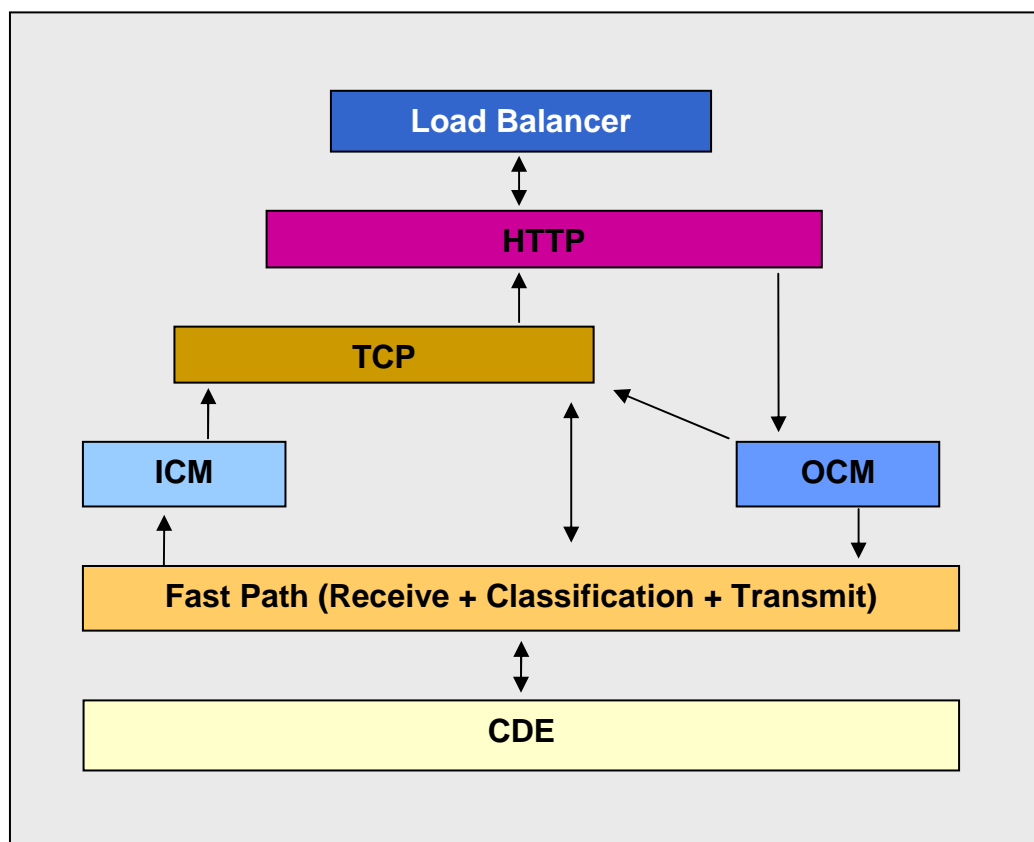 Load Balancer
HTTP
TCP
ICM
OCM
Fast Path (Receive + Classification + Transmit)
CDE